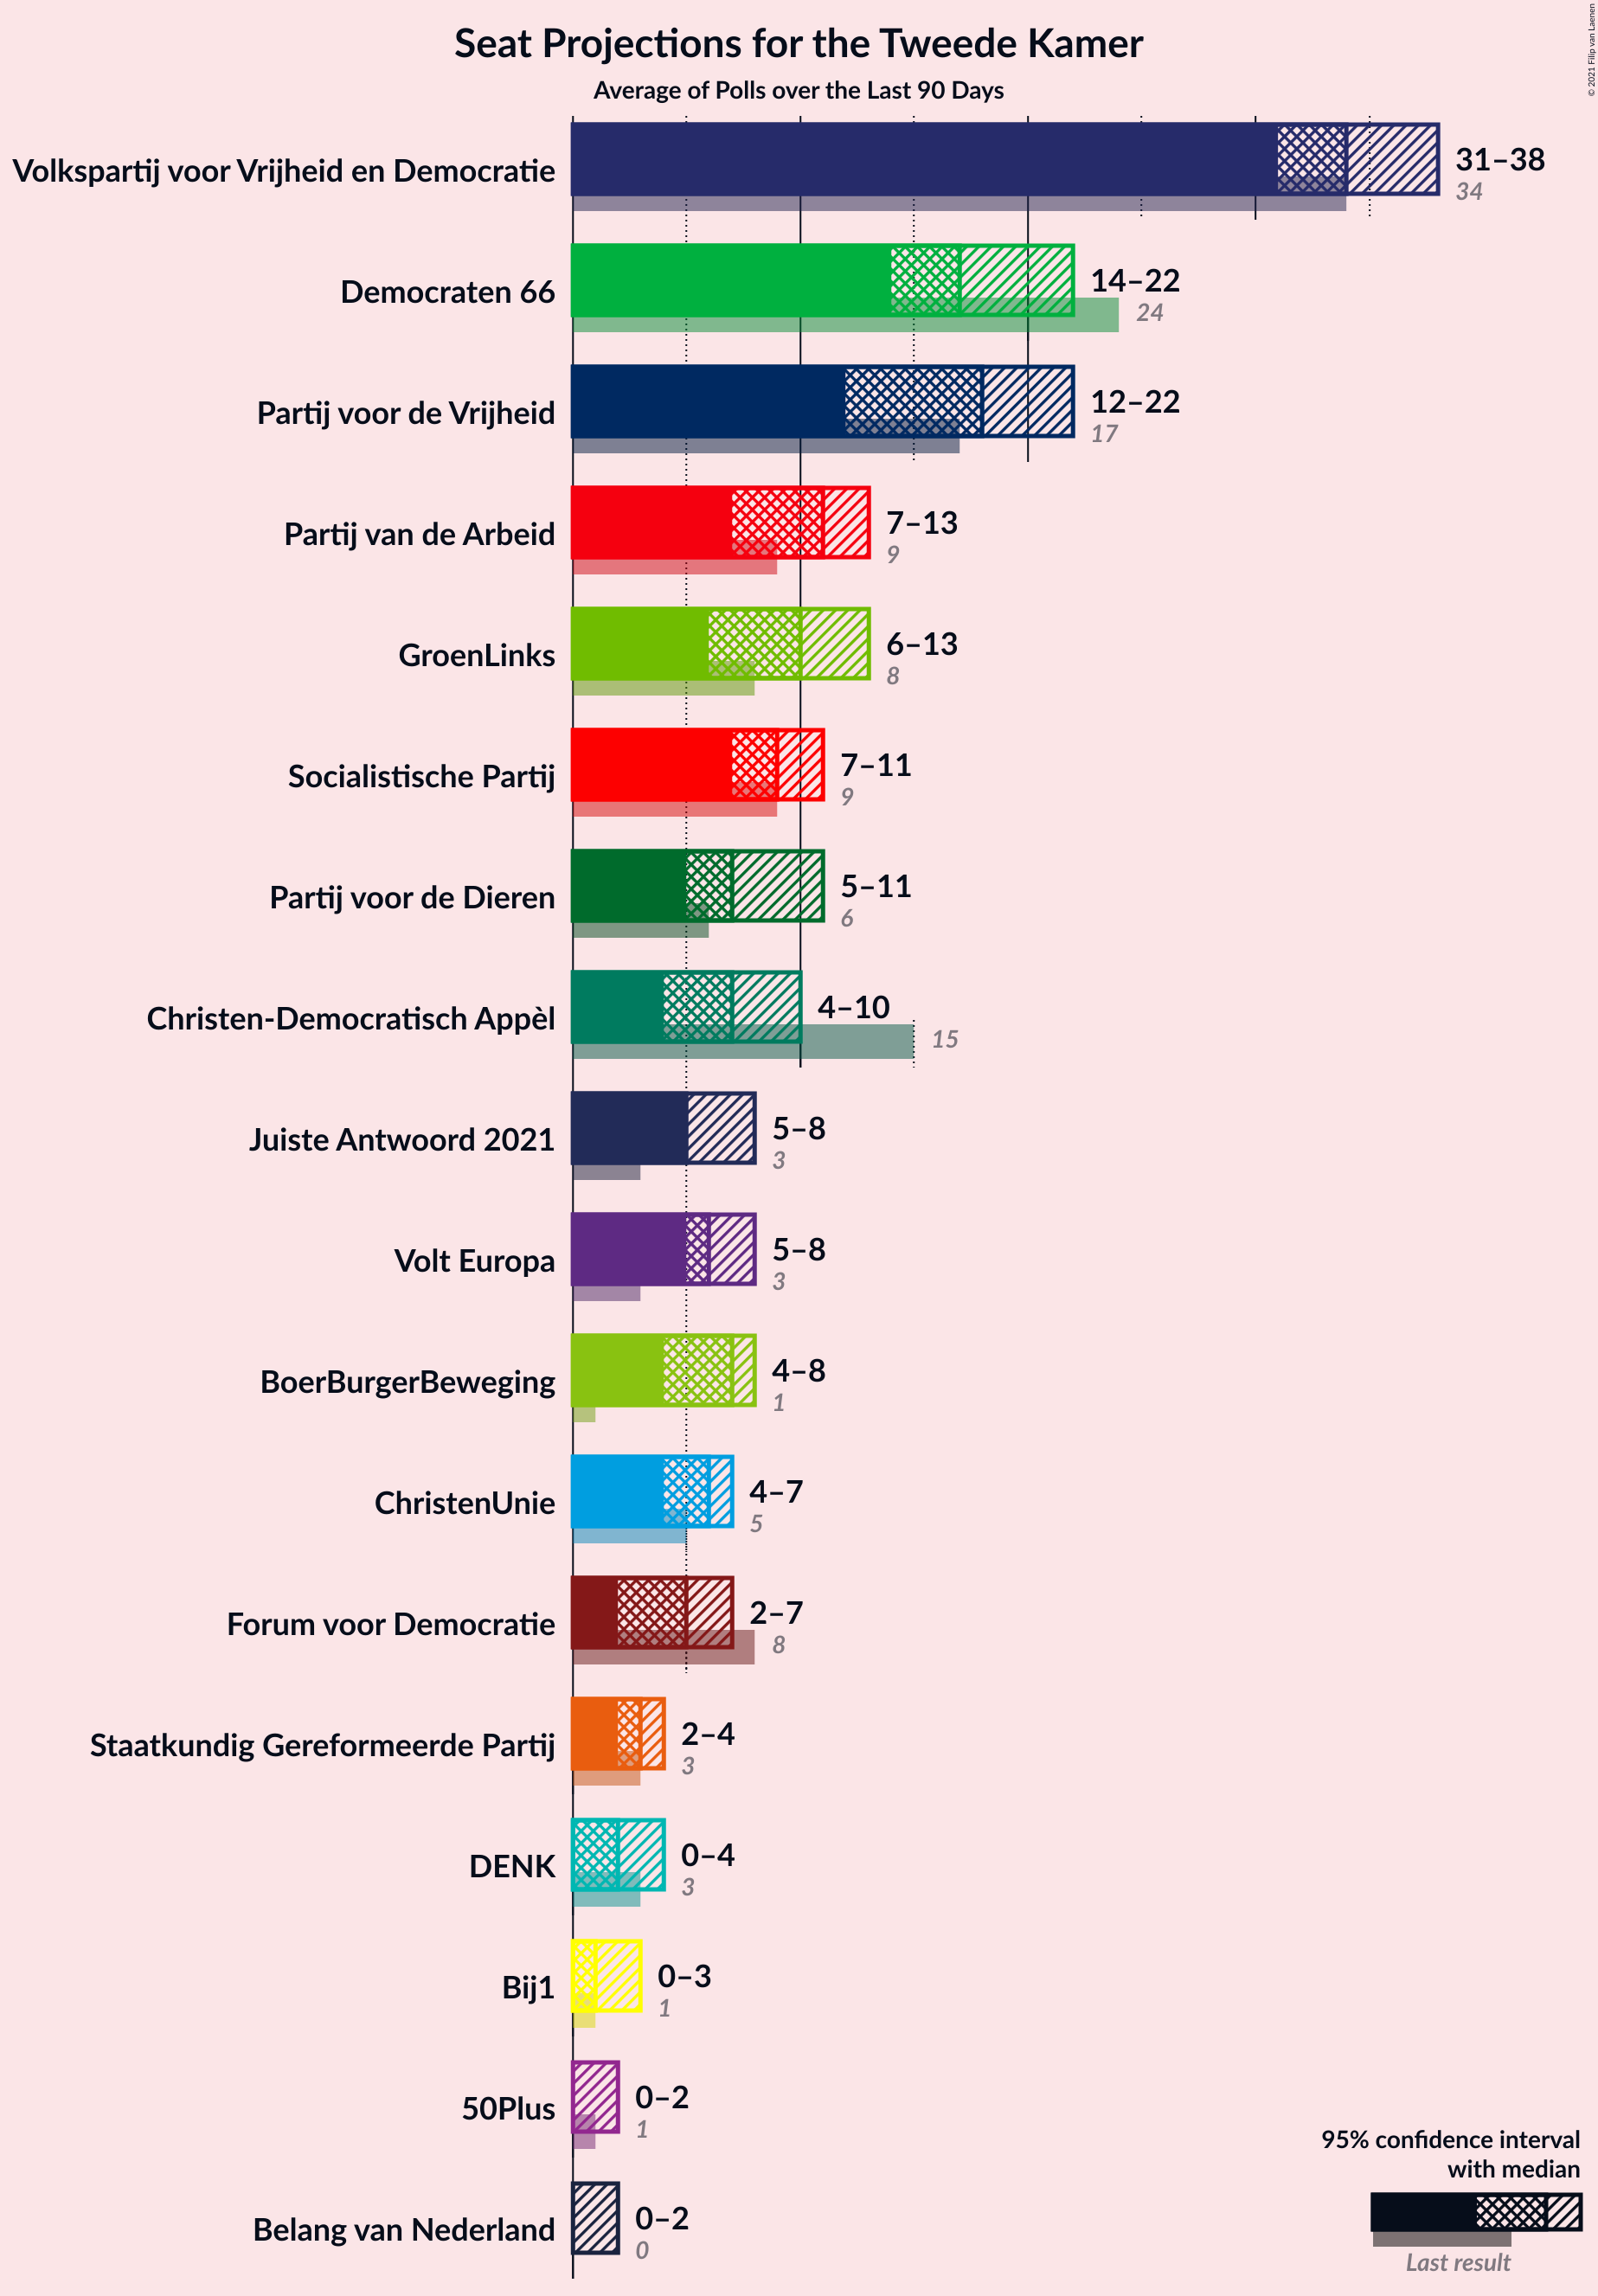 © 2021 Filip van Laenen
Seat Projections for the Tweede Kamer
Average of Polls over the Last 90 Days
Volkspartij voor Vrijheid en Democratie 31–38
34
Democraten 66 14–22
24
Partij voor de Vrijheid 12–22
17
Partij van de Arbeid 7–13
9
GroenLinks 6–13
8
Socialistische Partij 7–11
9
Partij voor de Dieren 5–11
6
Christen-Democratisch Appèl 4–10
15
Juiste Antwoord 2021 5–8
3
Volt Europa 5–8
3
BoerBurgerBeweging 4–8
1
ChristenUnie 4–7
5
Forum voor Democratie 2–7
8
Staatkundig Gereformeerde Partij 2–4
3
DENK 0–4
3
Bij1 0–3
1
50Plus 0–2
1
Belang van Nederland 0–2
0
95% confidence interval
with median
Last result